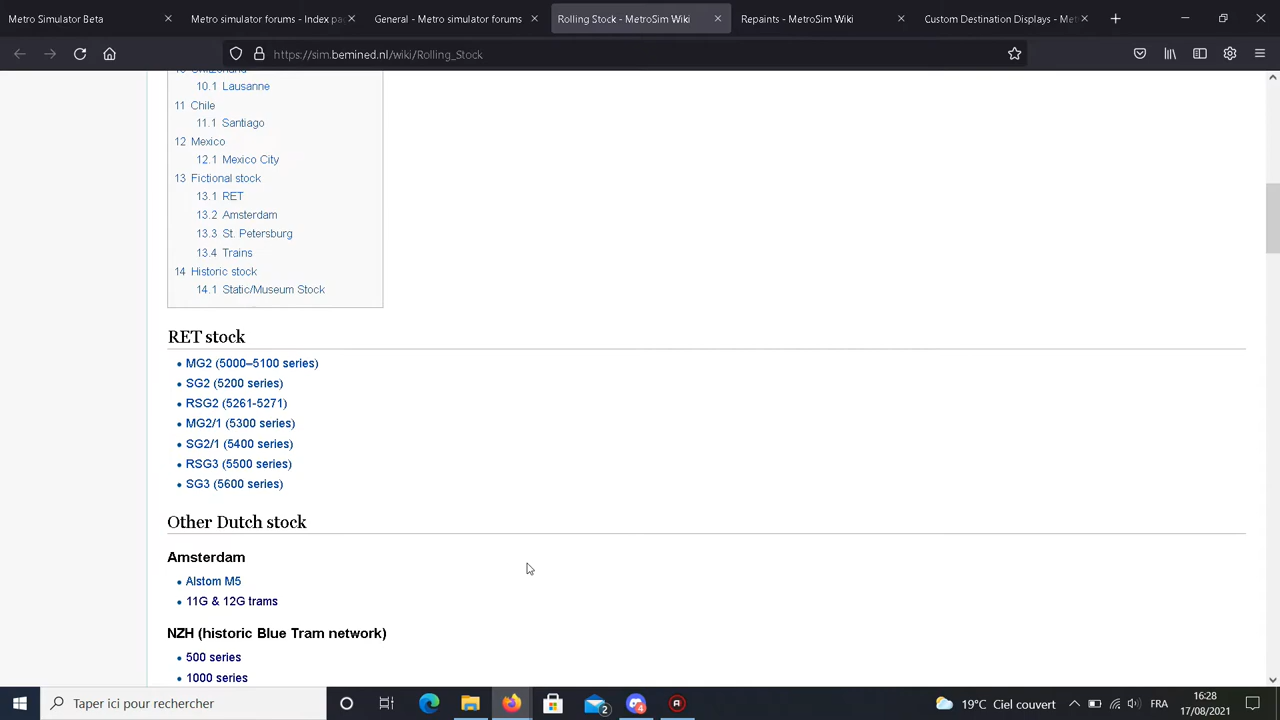 Metro Simulator Beta
Metro simulator forums - Index pa
General - Metro simulator forums
Rolling Stock - MetroSim Wiki
Repaints - MetroSim Wiki
Custom Destination Displays - Met
https://sim.bemined.nl/wiki/Rolling_Stock
10 Switzerland
10.1 Lausanne
11 Chile
11.1 Santiago
12 Mexico
12.1 Mexico City
13 Fictional stock
13.1 RET
13.2 Amsterdam
13.3 St. Petersburg
13.4 Trains
14 Historic stock
14.1 Static/Museum Stock
RET stock
• MG2 (5000–5100 series)
• SG2 (5200 series)
• RSG2 (5261-5271)
• MG2/1 (5300 series)
• SG2/1 (5400 series)
• RSG3 (5500 series)
• SG3 (5600 series)
Other Dutch stock
Amsterdam
• Alstom M5
• 11G & 12G trams
NZH (historic Blue Tram network)
• 500 series
• 1000 series
Taper ici pour rechercher
2
4
19°C Ciel couvert
FRA
16:28
17/08/2021